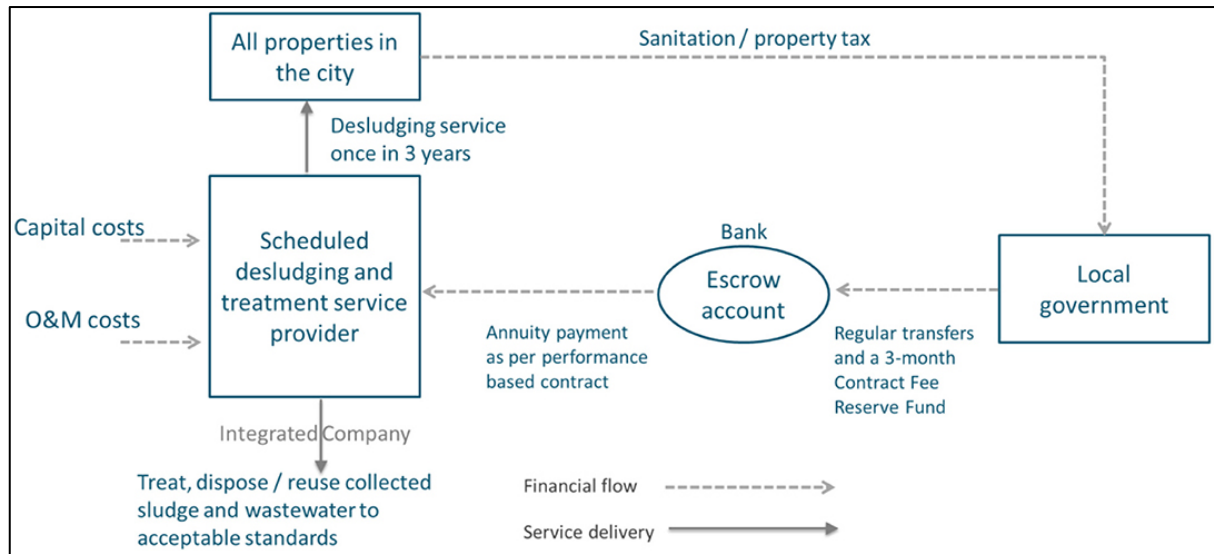 All properties in
the city
Sanitation / property tax
Desludging service
once in 3 years
Capital costs
O&M costs
Scheduled
desludging and
treatment service
provider
Bank
Escrow
account
Local
government
Annuity payment
as per performance
based contract
Regular transfers
and a 3-month
Contract Fee
Reserve Fund
Integrated Company
Treat, dispose / reuse collected
sludge and wastewater to
acceptable standards
Financial flow
Service delivery